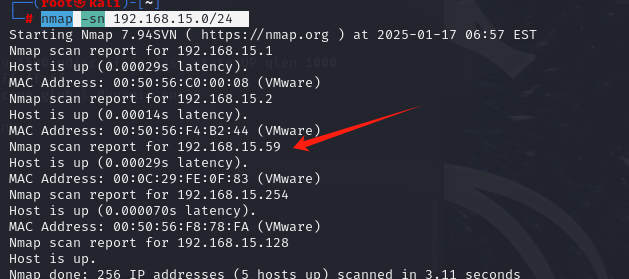 (root㉿kali)-[~]
# nmap -sn 192.168.15.0/24
Starting Nmap 7.94SVN ( https://nmap.org ) at 2025-01-17 06:57 EST
Nmap scan report for 192.168.15.1
Host is up (0.00029s latency).
MAC Address: 00:50:56:C0:00:08 (VMware)
Nmap scan report for 192.168.15.2
Host is up (0.00014s latency).
MAC Address: 00:50:56:F4:B2:44 (VMware)
Nmap scan report for 192.168.15.59
Host is up (0.00029s latency).
MAC Address: 00:0C:29:FE:0F:83 (VMware)
Nmap scan report for 192.168.15.254
Host is up (0.000070s latency).
MAC Address: 00:50:56:F8:78:FA (VMware)
Nmap scan report for 192.168.15.128
Host is up.
Nmap done: 256 IP addresses (5 hosts up) scanned in 3.11 seconds